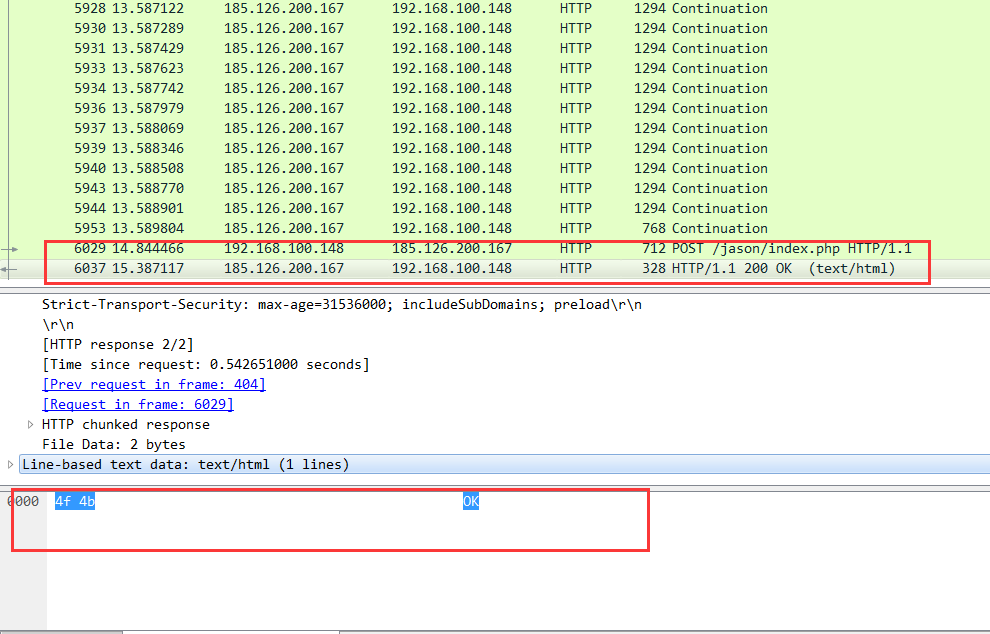 5928 13.587122 185.126.200.167 192.168.100.148 HTTP 1294 Continuation
5930 13.587289 185.126.200.167 192.168.100.148 HTTP 1294 Continuation
5931 13.587429 185.126.200.167 192.168.100.148 HTTP 1294 Continuation
5933 13.587623 185.126.200.167 192.168.100.148 HTTP 1294 Continuation
5934 13.587742 185.126.200.167 192.168.100.148 HTTP 1294 Continuation
5936 13.587979 185.126.200.167 192.168.100.148 HTTP 1294 Continuation
5937 13.588069 185.126.200.167 192.168.100.148 HTTP 1294 Continuation
5939 13.588346 185.126.200.167 192.168.100.148 HTTP 1294 Continuation
5940 13.588508 185.126.200.167 192.168.100.148 HTTP 1294 Continuation
5943 13.588770 185.126.200.167 192.168.100.148 HTTP 1294 Continuation
5944 13.588901 185.126.200.167 192.168.100.148 HTTP 1294 Continuation
5953 13.589804 185.126.200.167 192.168.100.148 HTTP 768 Continuation
6029 14.844466 192.168.100.148 185.126.200.167 HTTP 712 POST /jason/index.php HTTP/1.1
6037 15.387117 185.126.200.167 192.168.100.148 HTTP 328 HTTP/1.1 200 OK (text/html)
Strict-Transport-Security: max-age=31536000; includeSubDomains; preload\r\n
\r\n
[HTTP response 2/2]
[Time since request: 0.542651000 seconds]
[Prev request in frame: 404]
[Request in frame: 6029]
HTTP chunked response
File Data: 2 bytes
Line-based text data: text/html (1 lines)
0000 4f 4b OK